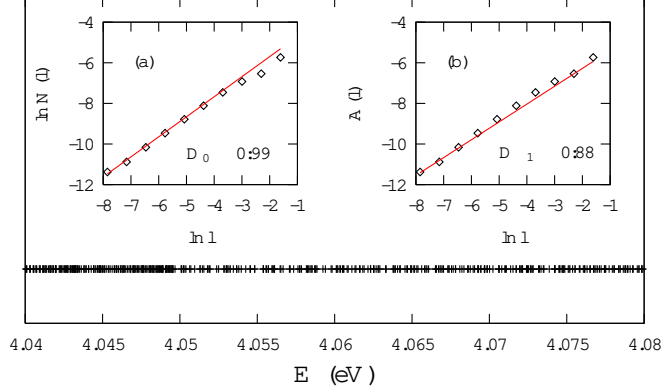 -4
-6
-8
-10
-12
ln N (l)
(a)
D 0 0:99
-8 -7 -6 -5 -4 -3 -2 -1
ln l
-4
-6
-8
-10
-12
A (l)
(b)
D 1 0:88
-8 -7 -6 -5 -4 -3 -2 -1
ln l
4.04 4.045 4.05 4.055 4.06 4.065 4.07 4.075 4.08
E (eV)